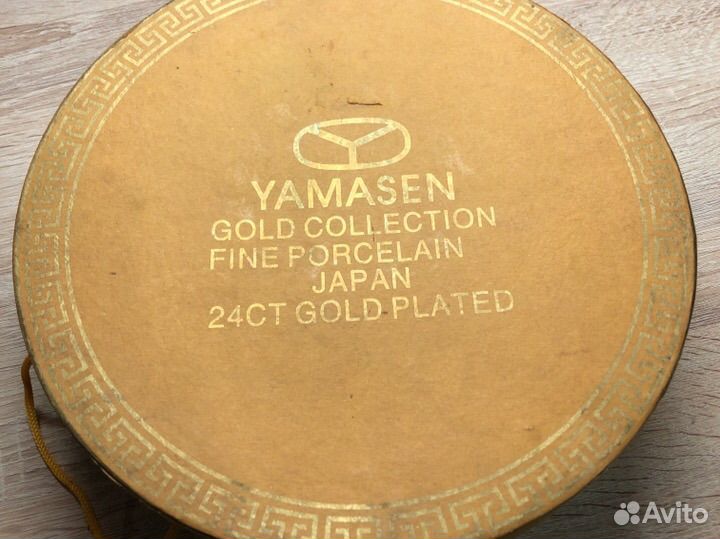 YAMASEN
GOLD COLLECTION
FINE PORCELAIN
JAPAN
24CT GOLD PLATED
Avito